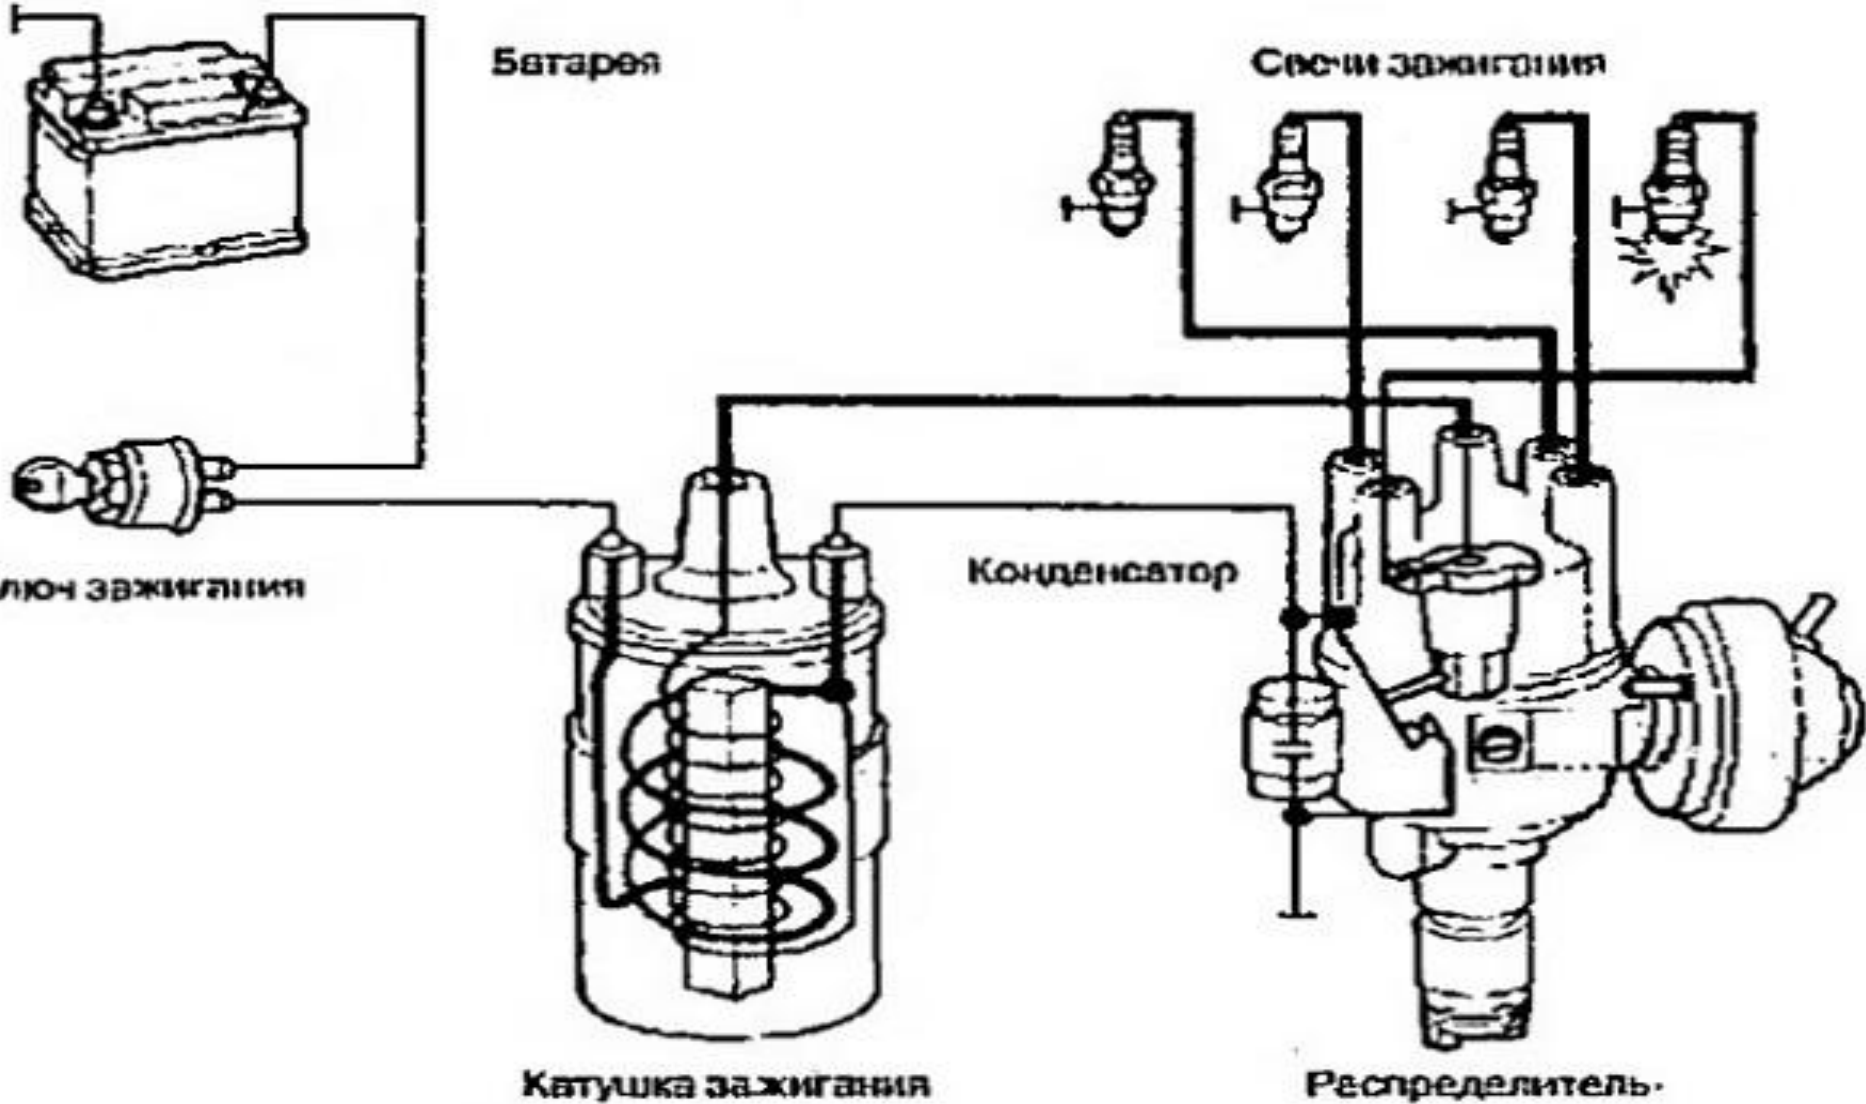 Батарея
Свечи зажигания
люч зажигания
Конденсатор
Катушка зажигания
Распределитель